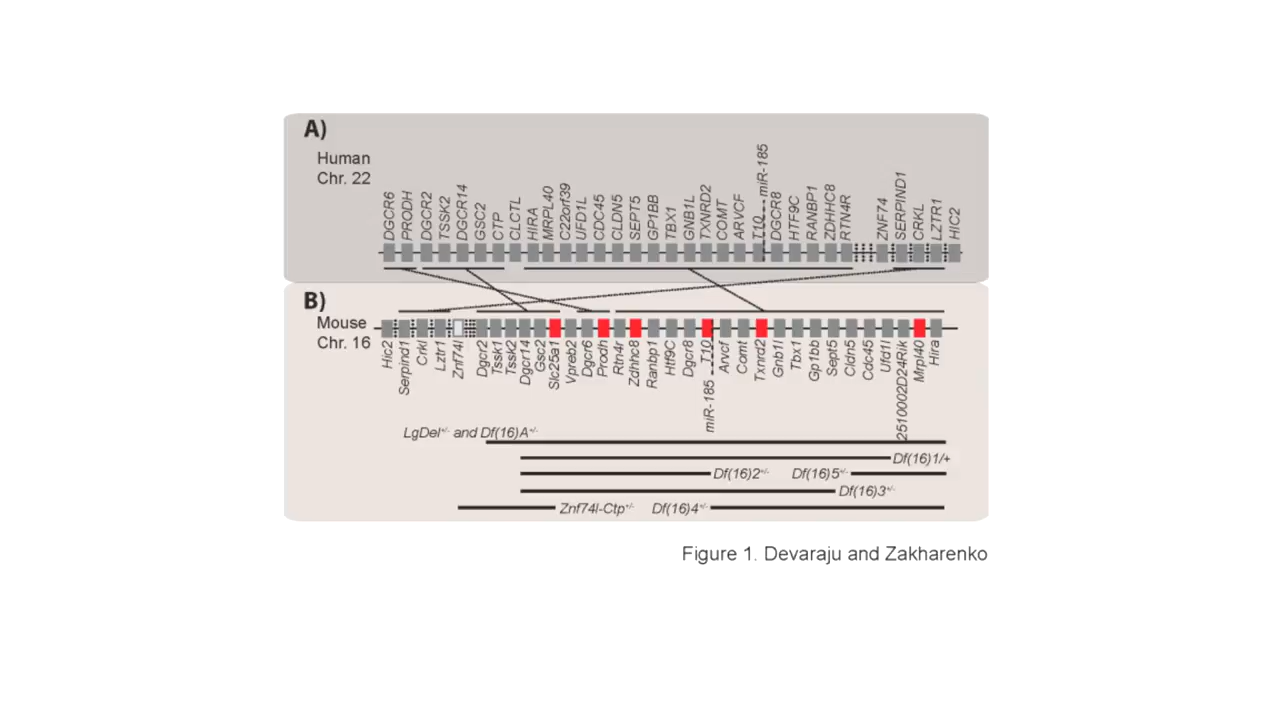 A)
Human
Chr. 22
DGCR6
PRODH
DGCR2
TSSK2
DGCR14
GSC2
CTP
CLCTL
HIRA
MRPL40
C22orf39
UFD1L
CDC45
CLDN5
SEPT5
GP1BB
TBX1
GNB1L
TXNRD2
COMT
ARVCF
T10
miR-185
DGCR8
HTF9C
RANBP1
ZDHHC8
RTN4R
ZNF74
SERPIND1
CRKL
LZTR1
HIC2
B)
Mouse
Chr. 16
Hic2
Serpind1
Crkl
Lztr1
Znf74l
Dgcr2
Tssk1
Tssk2
Dgcr14
Gsc2
Slc25a1
Vpreb2
Dgcr6
Prodh
Rtn4r
Zdhhc8
Ranbp1
Htf9C
Dgcr8
T10
miR-185
Arvcf
Comt
Txnrd2
Gnb1l
Tbx1
Gp1bb
Sept5
Cldn5
Cdc45
Ufd1l
2510002D24Rik
Mrpl40
Hira
LgDel+/- and Df(16)A+/-
Df(16)1/+
Df(16)2+/- Df(16)5+/-
Df(16)3+/-
Znf74l-Ctp+/- Df(16)4+/-
Figure 1. Devaraju and Zakharenko